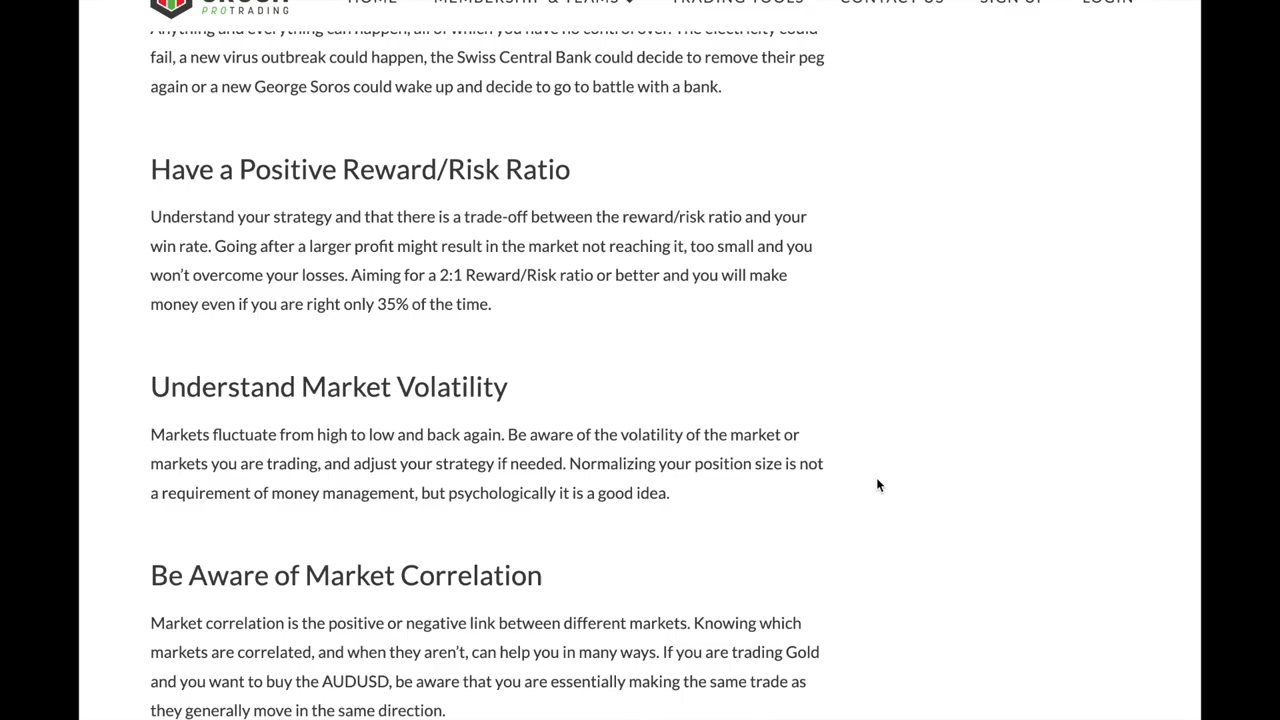 PROTRADING
HOME MEMBERSHIP & TEAMS TRADING TOOLS CONTACT US SIGN UP LOGIN
Anything and everything can happen, all of which you have no control over. The electricity could
fail, a new virus outbreak could happen, the Swiss Central Bank could decide to remove their peg
again or a new George Soros could wake up and decide to go to battle with a bank.
Have a Positive Reward/Risk Ratio
Understand your strategy and that there is a trade-off between the reward/risk ratio and your
win rate. Going after a larger profit might result in the market not reaching it, too small and you
won’t overcome your losses. Aiming for a 2:1 Reward/Risk ratio or better and you will make
money even if you are right only 35% of the time.
Understand Market Volatility
Markets fluctuate from high to low and back again. Be aware of the volatility of the market or
markets you are trading, and adjust your strategy if needed. Normalizing your position size is not
a requirement of money management, but psychologically it is a good idea.
Be Aware of Market Correlation
Market correlation is the positive or negative link between different markets. Knowing which
markets are correlated, and when they aren’t, can help you in many ways. If you are trading Gold
and you want to buy the AUDUSD, be aware that you are essentially making the same trade as
they generally move in the same direction.